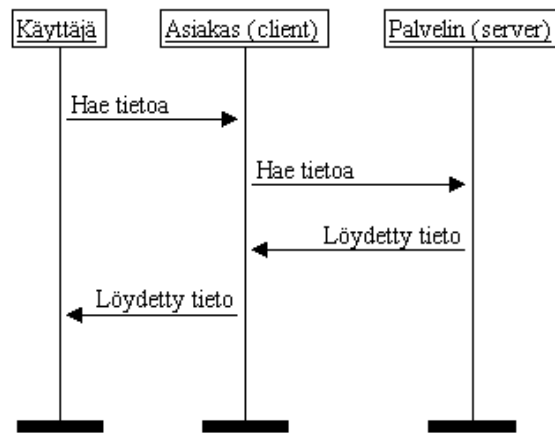 Käyttäjä Asiakas (client) Palvelin (server)
Hae tietoa
Hae tietoa
Löydetty tieto
Löydetty tieto